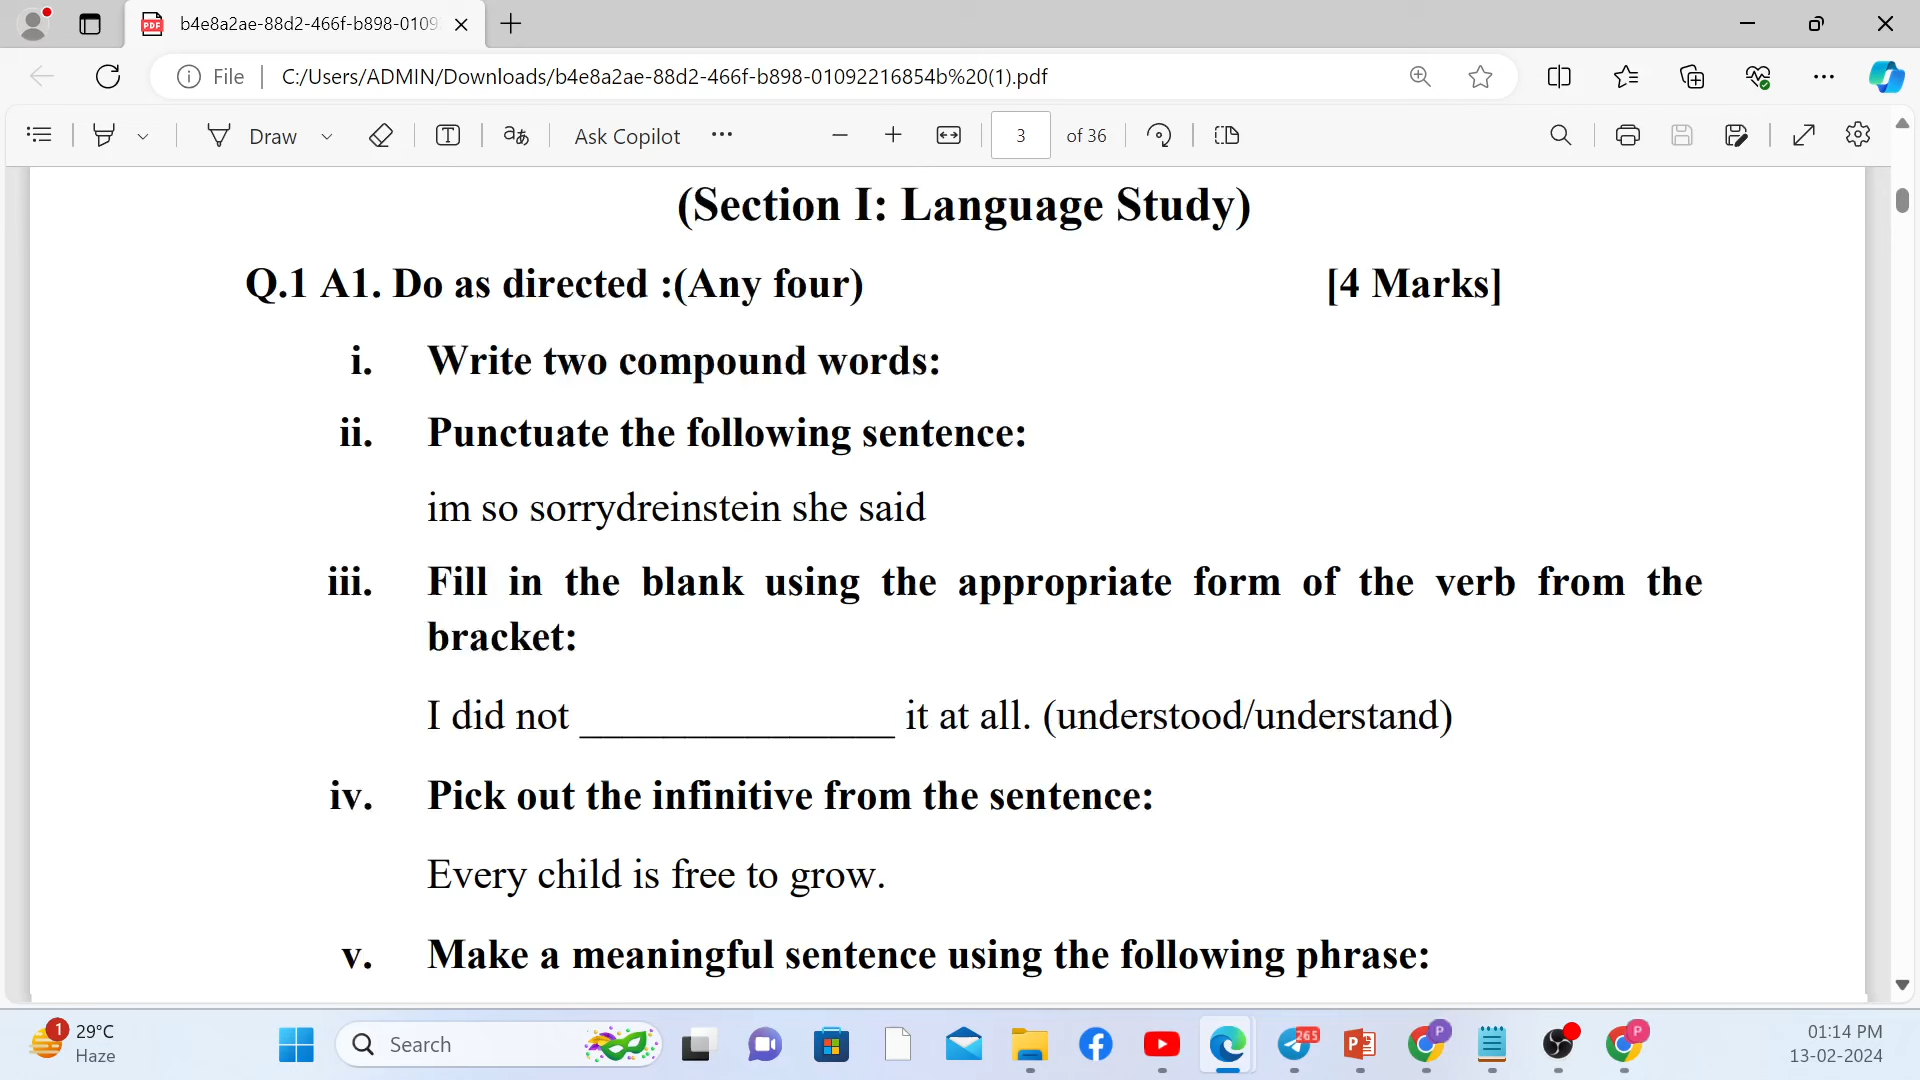 b4e8a2ae-88d2-466f-b898-0109
File
C:/Users/ADMIN/Downloads/b4e8a2ae-88d2-466f-b898-01092216854b%20(1).pdf
Draw
Ask Copilot
3 of 36
(Section I: Language Study)
Q.1 A1. Do as directed :(Any four) [4 Marks]
i. Write two compound words:
ii. Punctuate the following sentence:
im so sorrydreinstein she said
iii. Fill in the blank using the appropriate form of the verb from the
bracket:
I did not _______________ it at all. (understood/understand)
iv. Pick out the infinitive from the sentence:
Every child is free to grow.
v. Make a meaningful sentence using the following phrase:
1
29°C
Haze
Search
265
P
P
01:14 PM
13-02-2024